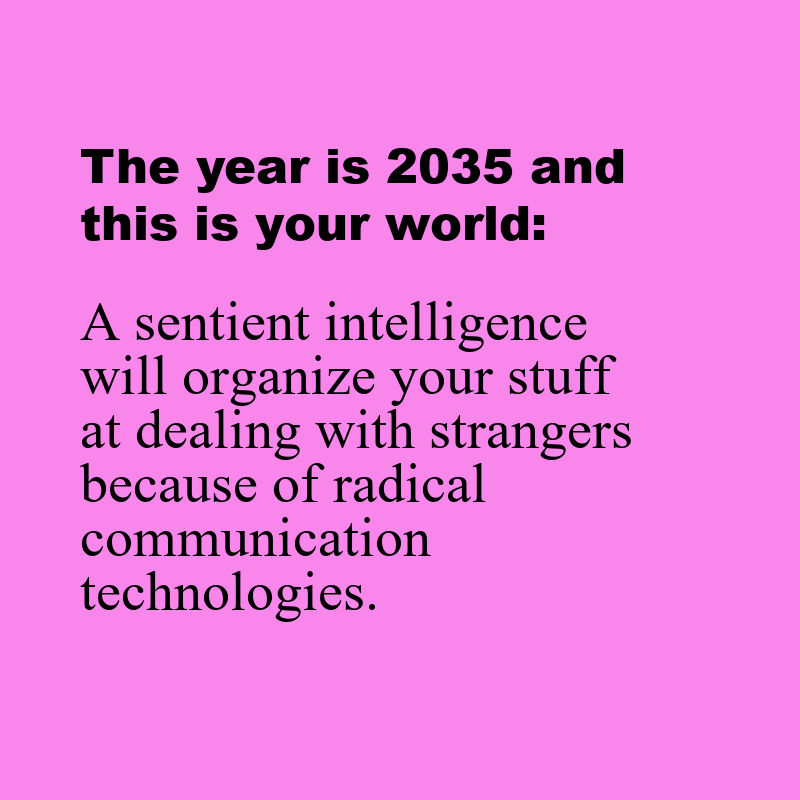 The year is 2035 and
this is your world:
A sentient intelligence
will organize your stuff
at dealing with strangers
because of radical
communication
technologies.